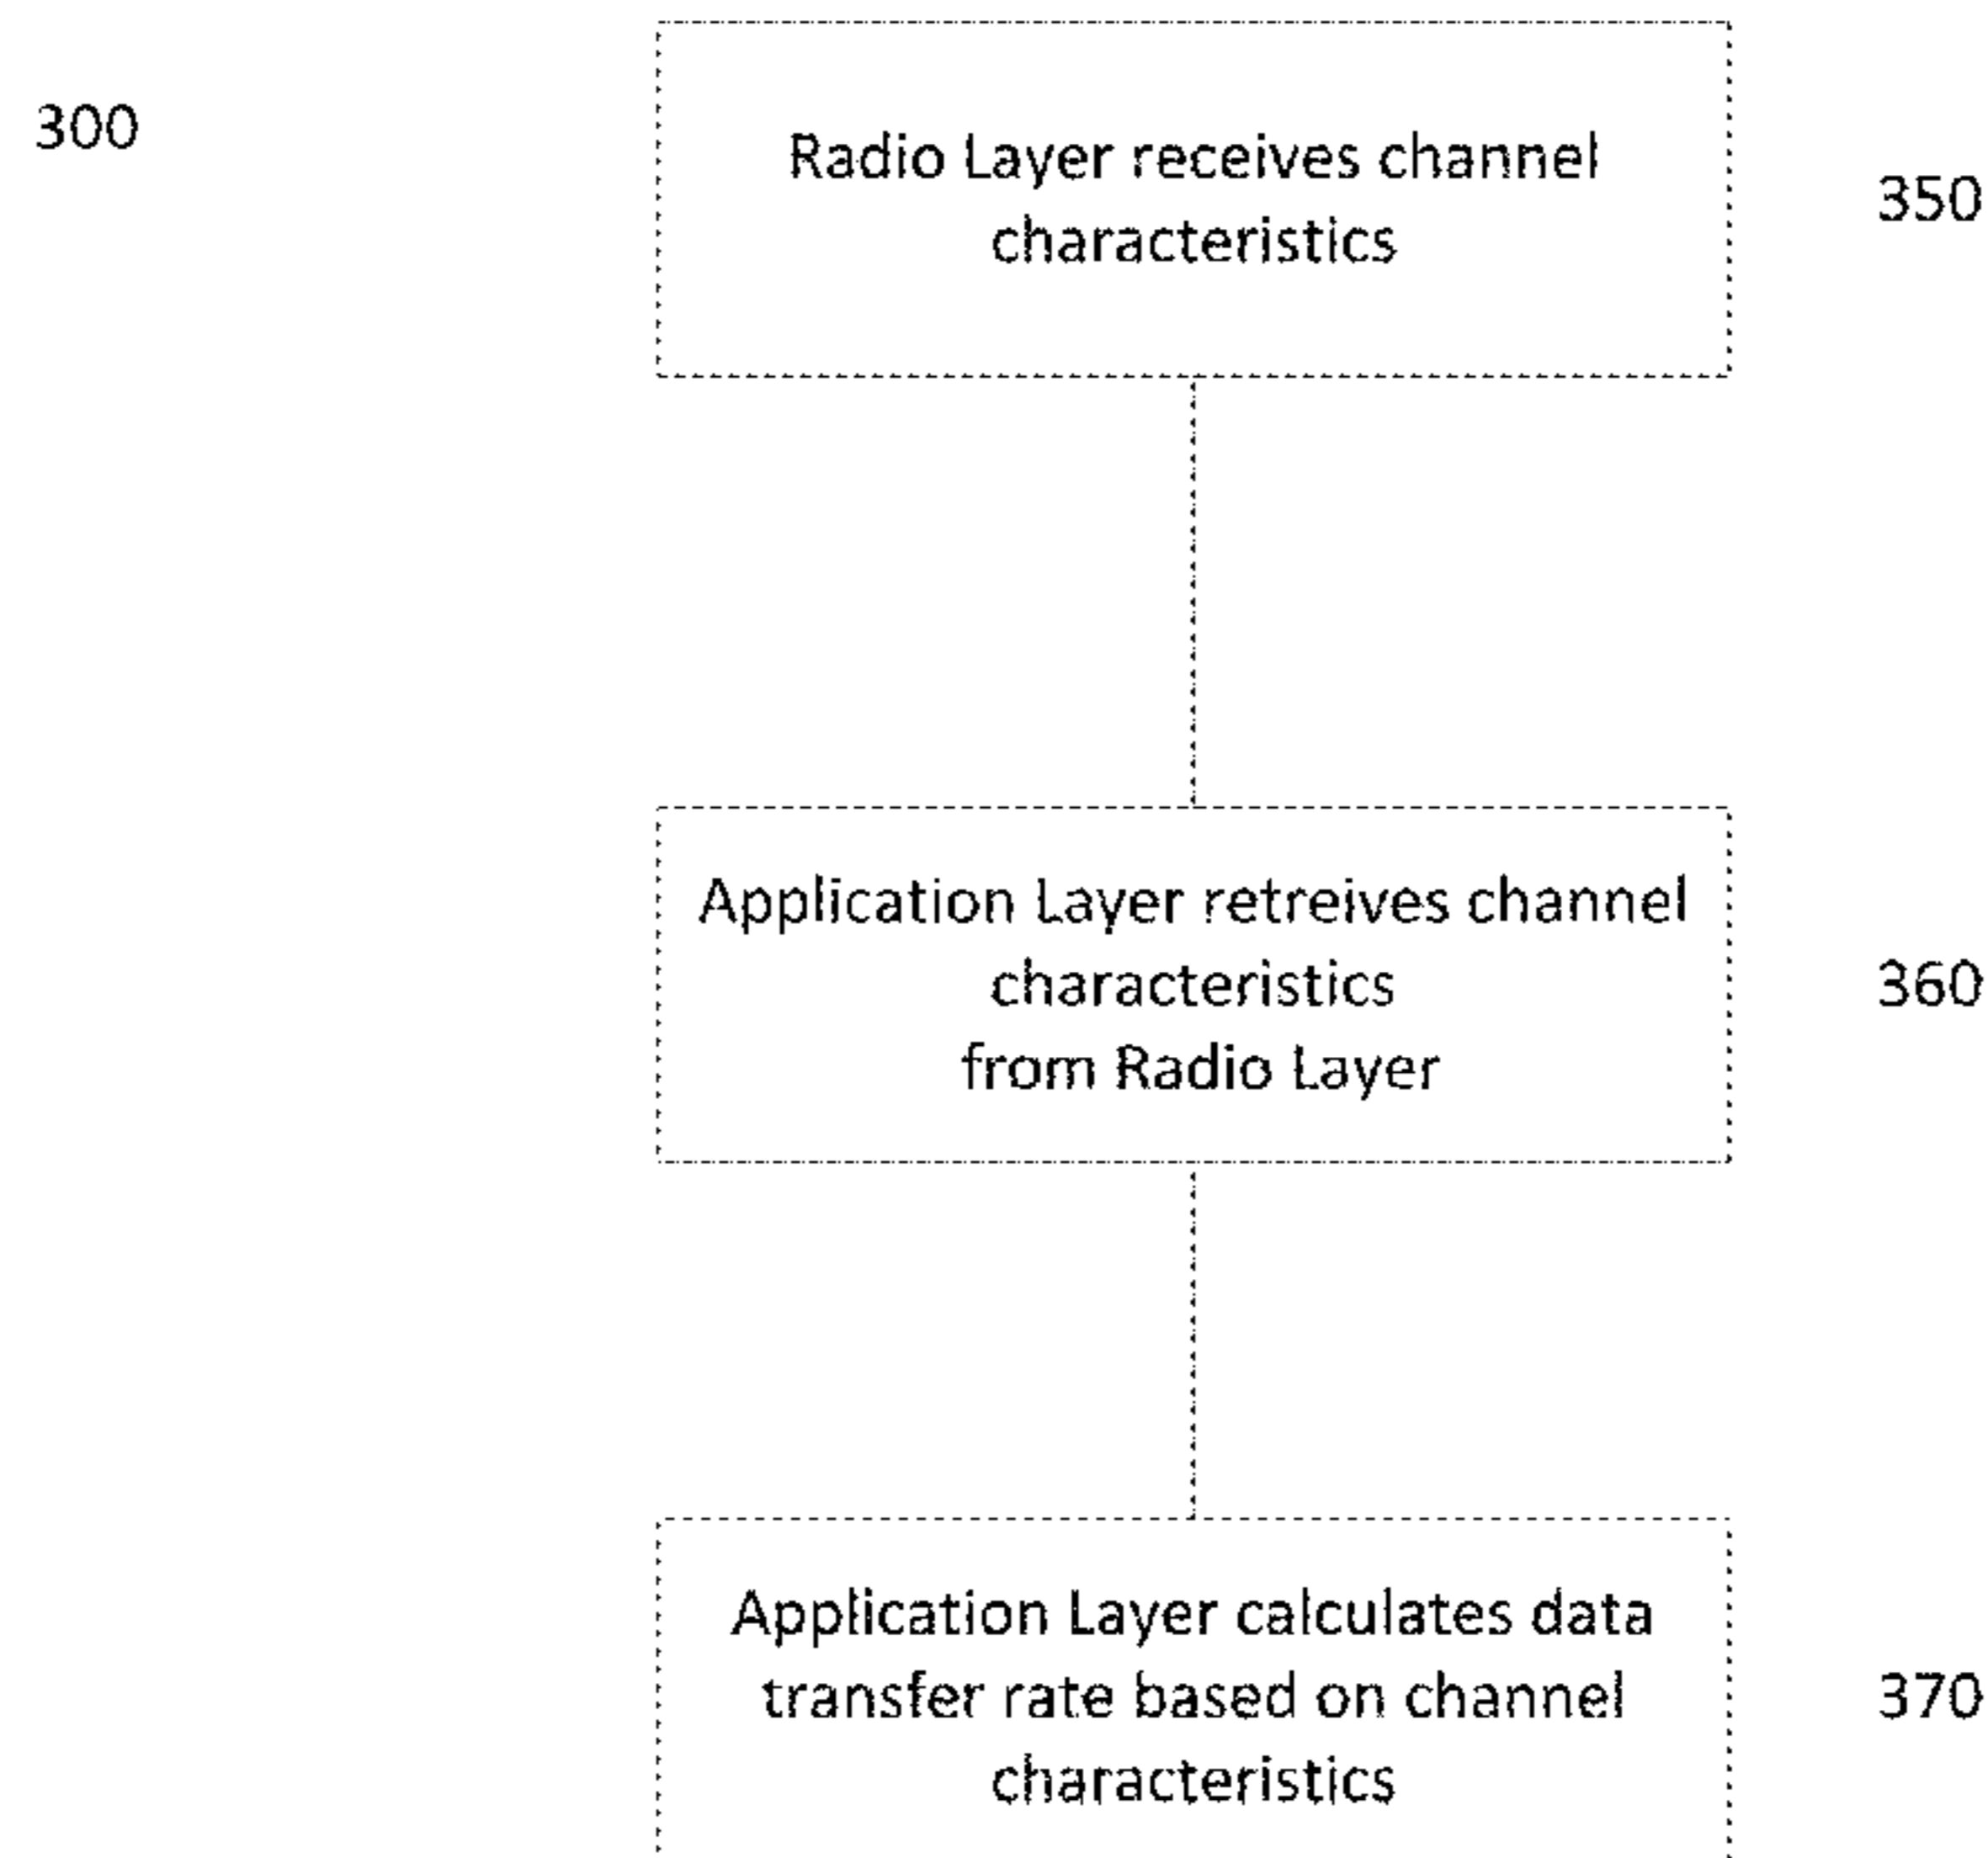 300
Radio Layer receives channel
characteristics
350
Application Layer retreives channel
characteristics
from Radio Layer
360
Application Layer calculates data
transfer rate based on channel
characteristics
370